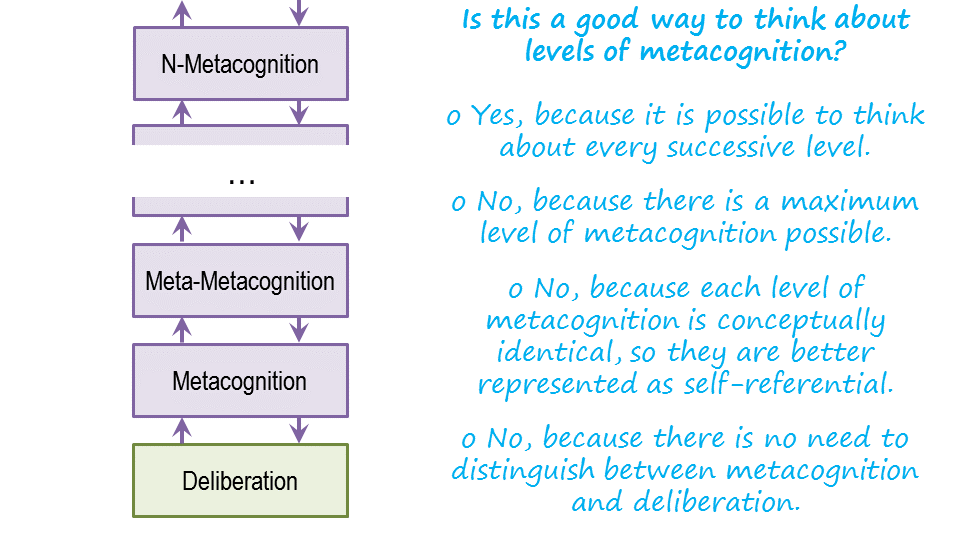 N-Metacognition
...
Meta-Metacognition
Metacognition
Deliberation
Is this a good way to think about
levels of metacognition?
o Yes, because it is possible to think
about every successive level.
o No, because there is a maximum
level of metacognition possible.
o No, because each level of
metacognition is conceptually
identical, so they are better
represented as self-referential.
o No, because there is no need to
distinguish between metacognition
and deliberation.